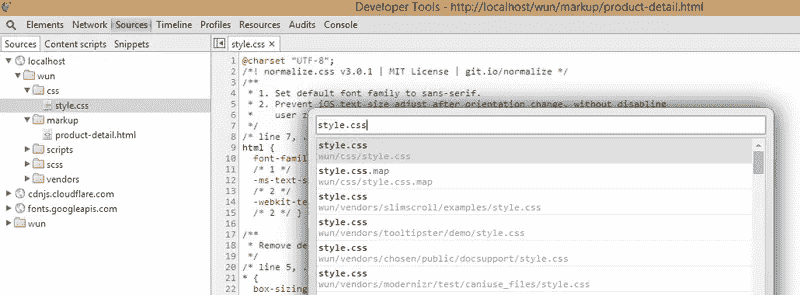 Developer Tools - http://localhost/wun/markup/product-detail.html
Elements Network Sources Timeline Profiles Resources Audits Console
Sources Content scripts Snippets
style.css ×
localhost
wun
css
style.css
markup
product-detail.html
scripts
scss
vendors
cdnjs.cloudflare.com
fonts.googleapis.com
wun
1 @charset "UTF-8";
2 /*! normalize.css v3.0.1 | MIT License | git.io/normalize */
3 /**
4 * 1. Set default font family to sans-serif.
5 * 2. Prevent iOS text size adjust after orientation change, without disabling
6 * user z
7 */
8 /* line 7, .
9 html {
10 font-famil
11 /* 1 */
12 -ms-text-s
13 /* 2 */
14 -webkit-te
15 /* 2 */ }
16
17 /**
18 * Remove de
19 */
20 /* line 5, .
21 * {
22 box-sizing
style.css
style.css
wun/css/style.css
style.css.map
wun/css/style.css.map
style.css
wun/vendors/slimscroll/examples/style.css
style.css
wun/vendors/tooltipster/demo/style.css
style.css
wun/vendors/chosen/public/docsupport/style.css
style.css
wun/vendors/modernizr/test/caniuse_files/style.css